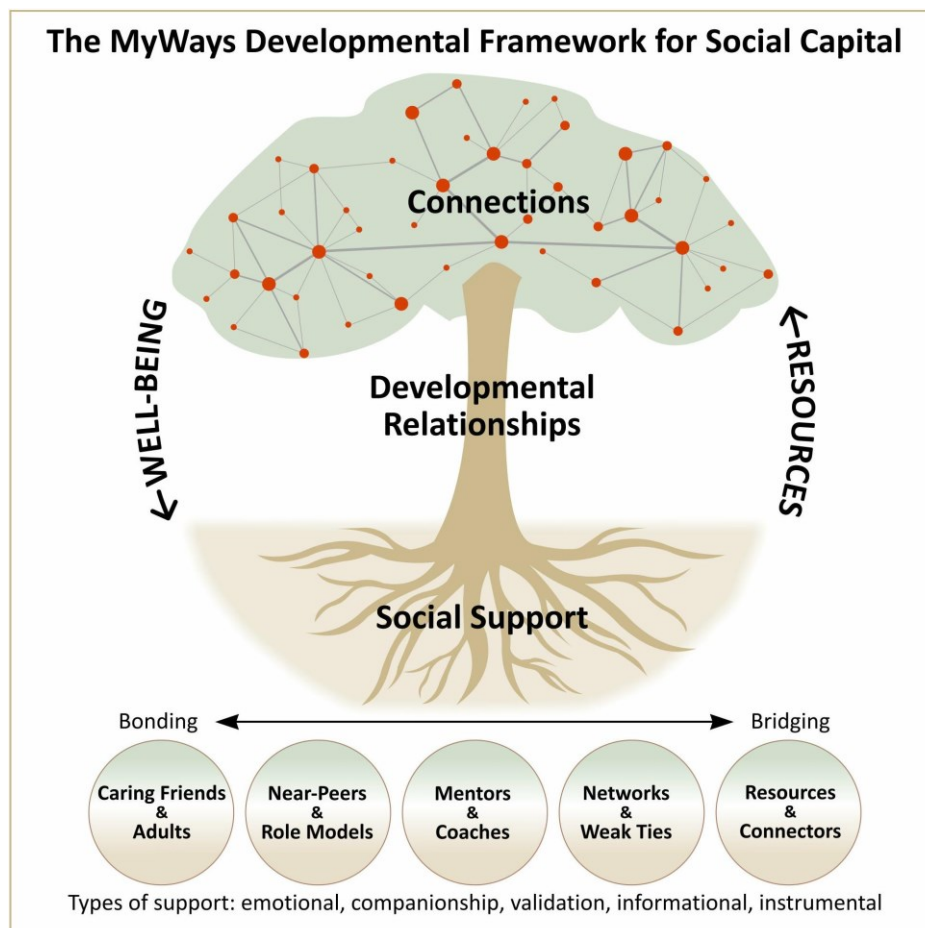 The MyWays Developmental Framework for Social Capital
Connections
WELL-BEING
RESOURCES
Developmental
Relationships
Social Support
Bonding
Bridging
Caring Friends
&
Adults
Near-Peers
&
Role Models
Mentors
&
Coaches
Networks
&
Weak Ties
Resources
&
Connectors
Types of support: emotional, companionship, validation, informational, instrumental